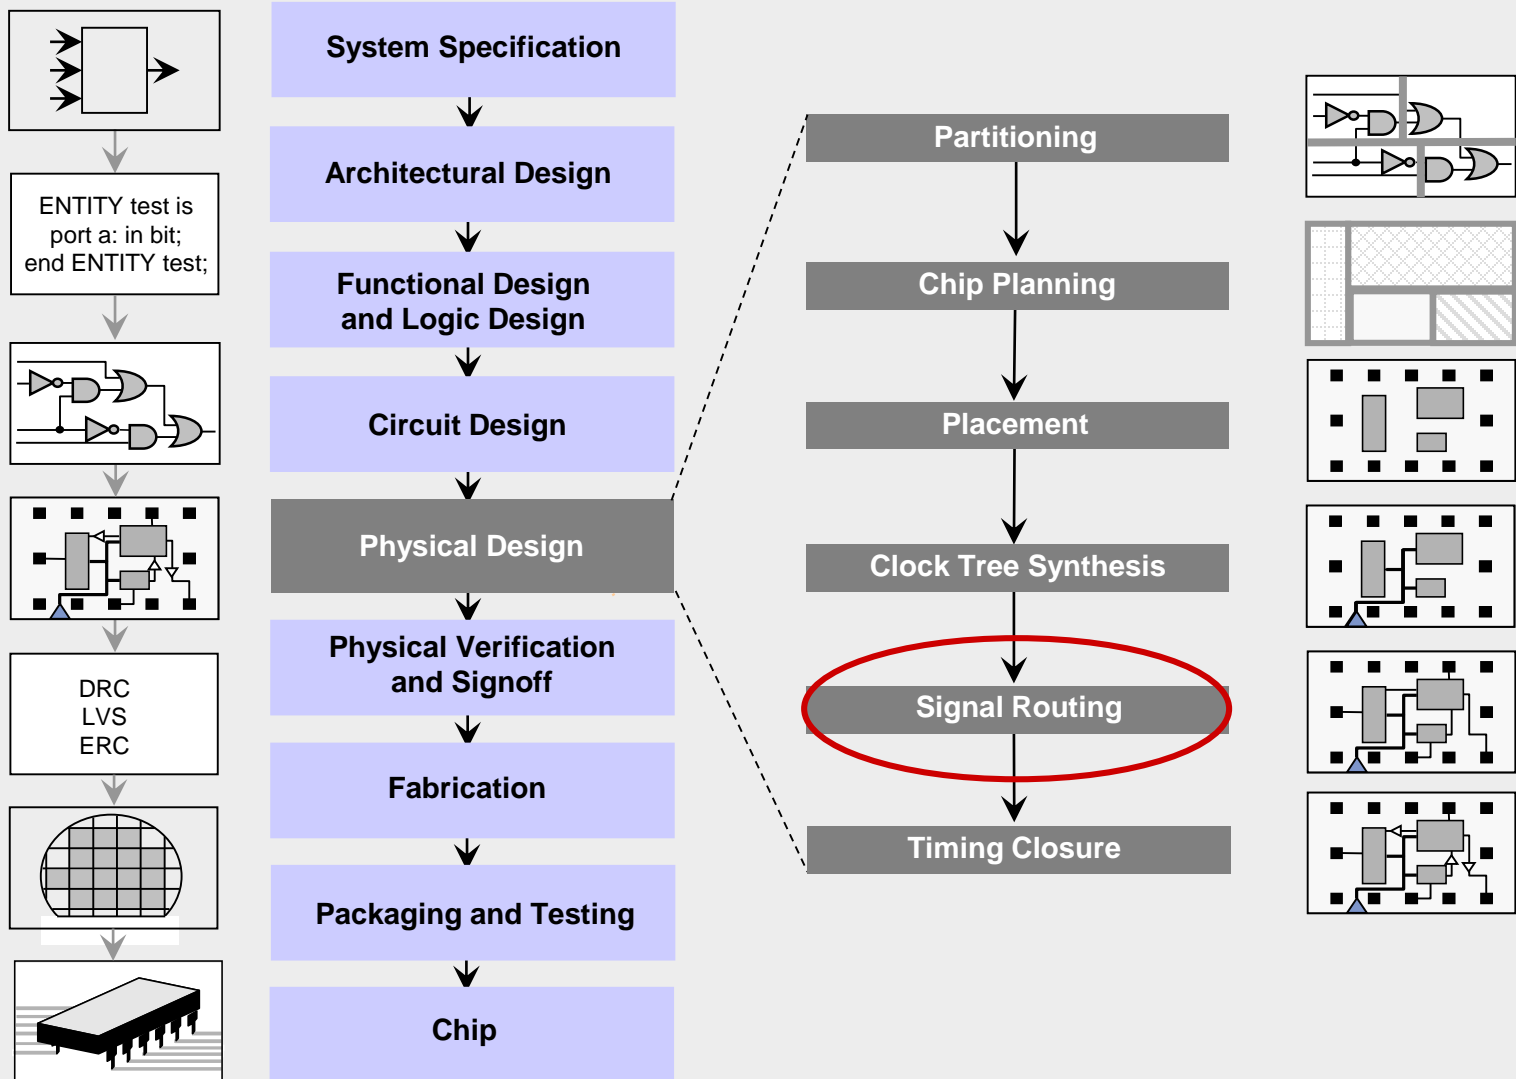 System Specification
Architectural Design
ENTITY test is
port a: in bit;
end ENTITY test;
Functional Design
and Logic Design
Circuit Design
Physical Design
Physical Verification
and Signoff
DRC
LVS
ERC
Fabrication
Packaging and Testing
Chip
Partitioning
Chip Planning
Placement
Clock Tree Synthesis
Signal Routing
Timing Closure